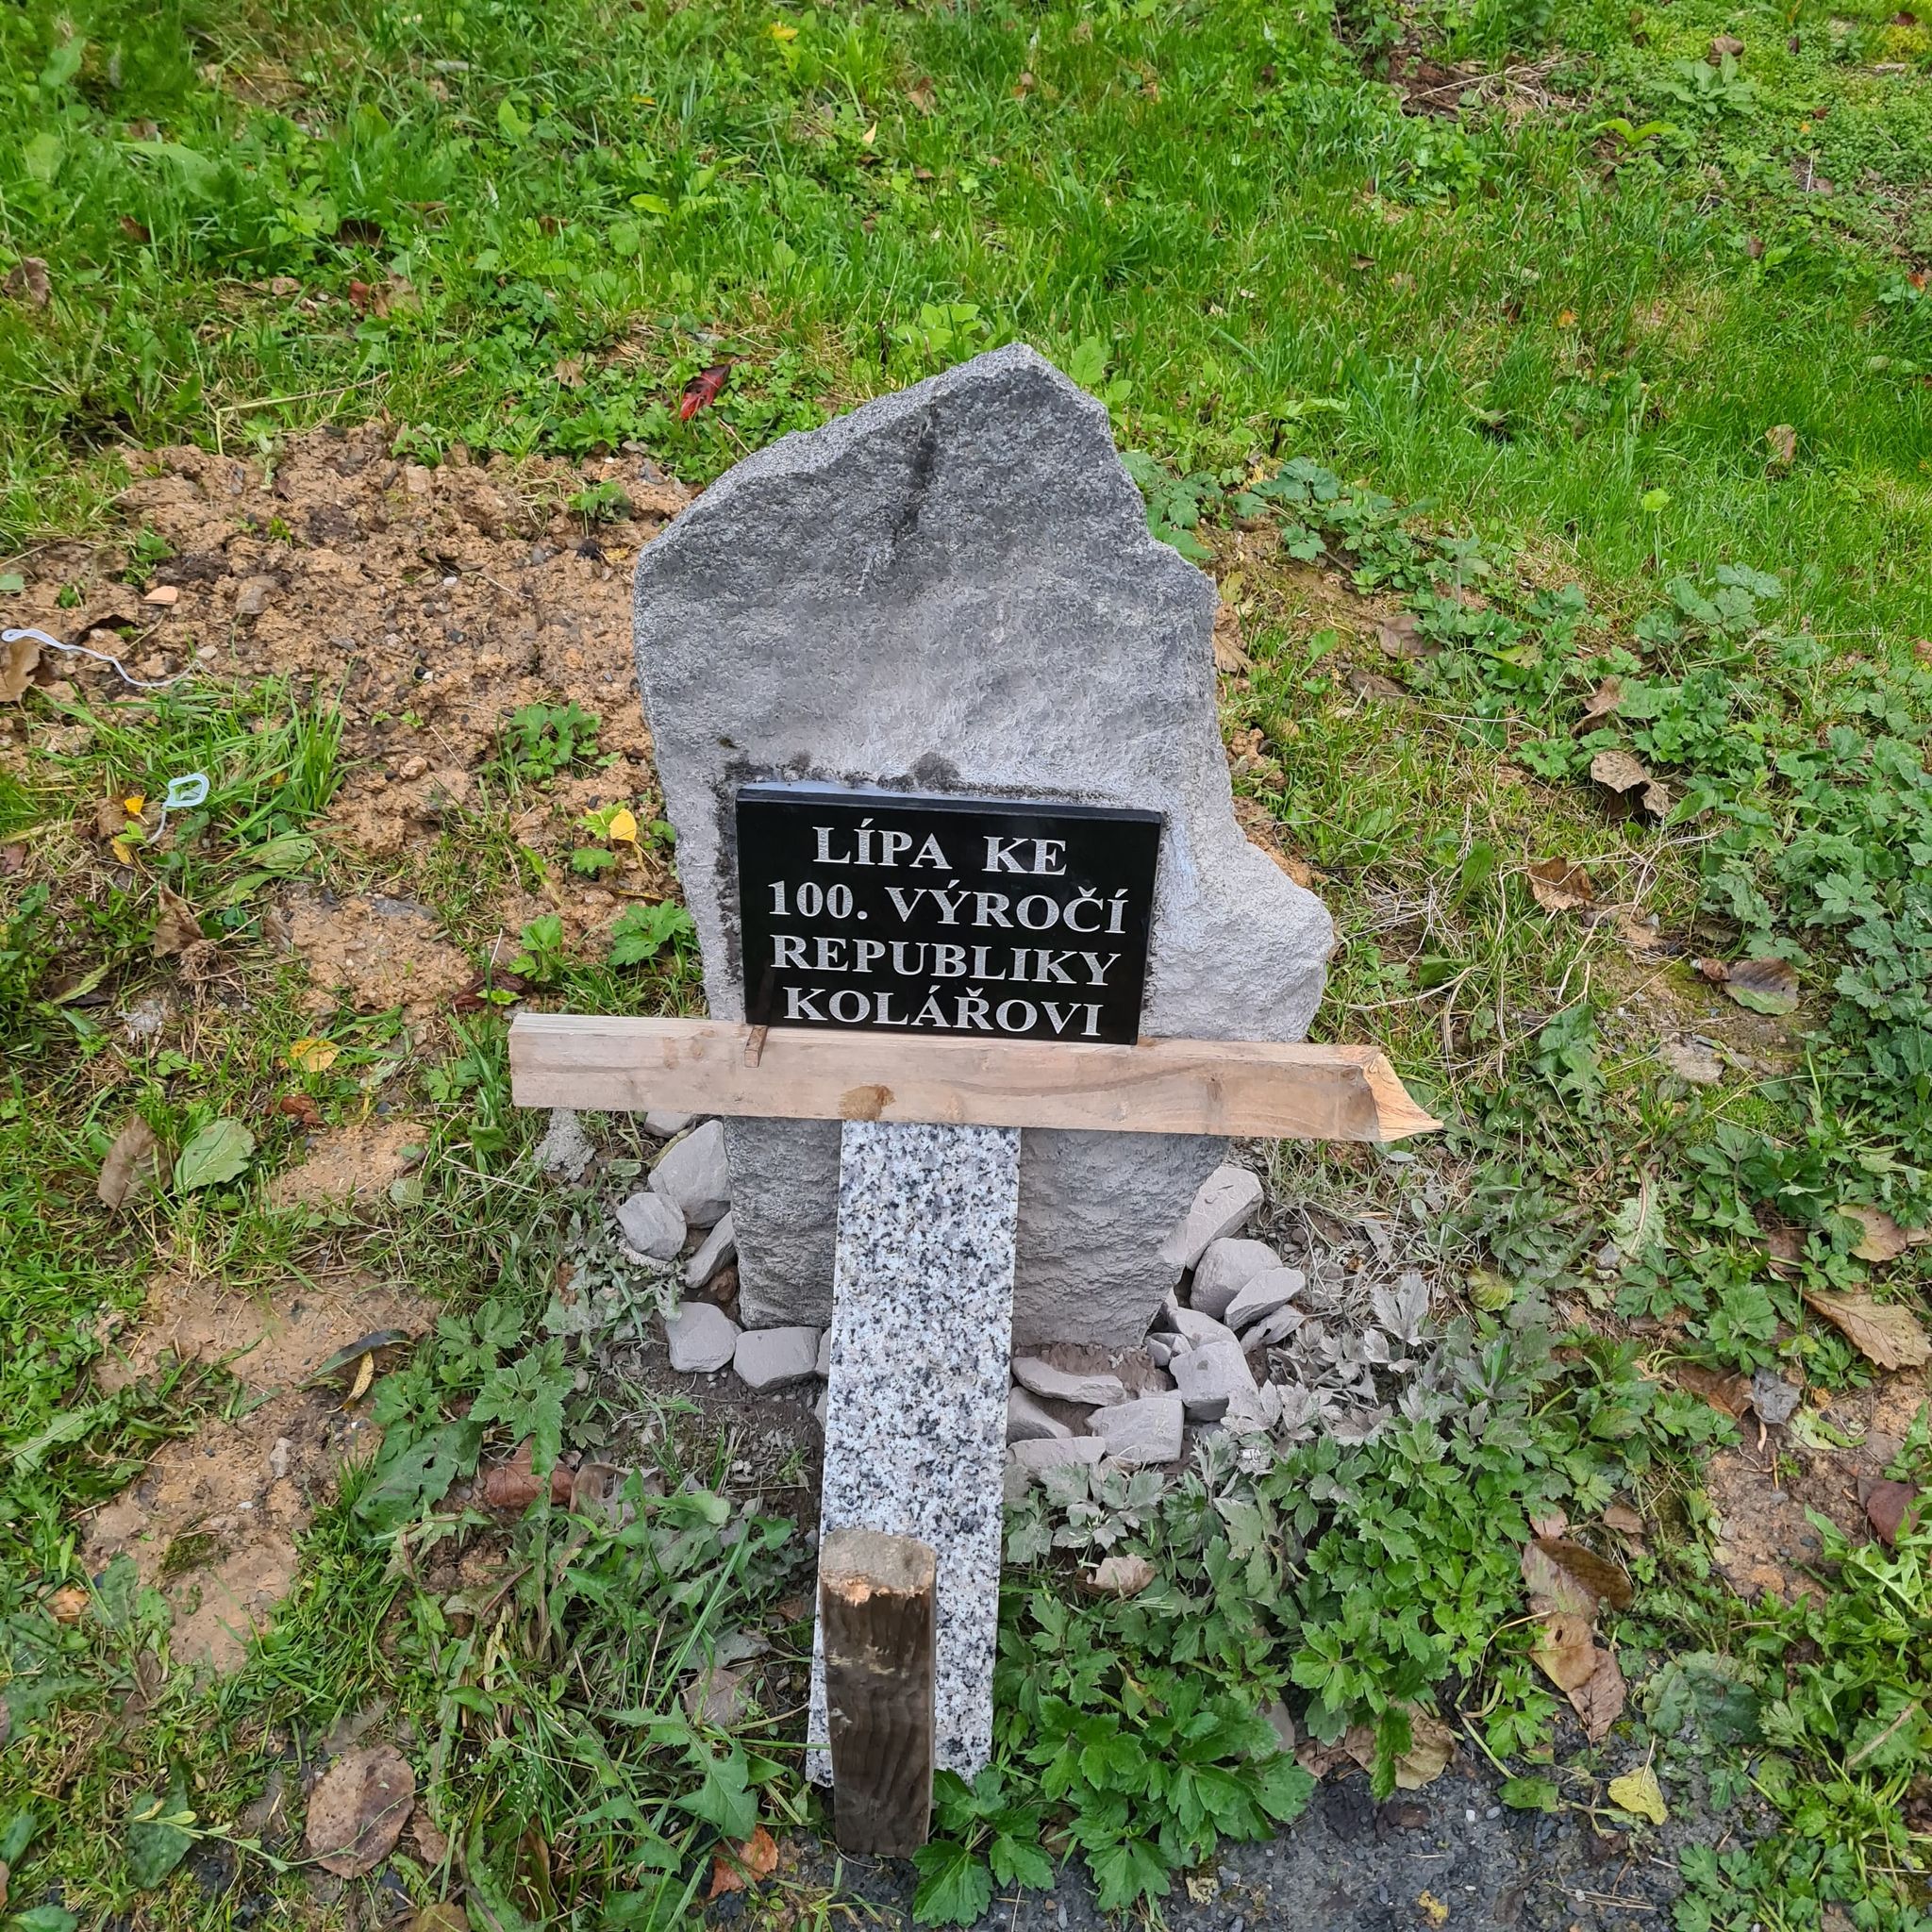 LÍPA KE
100. VÝROČÍ
REPUBLIKY
KOLÁŘOVI